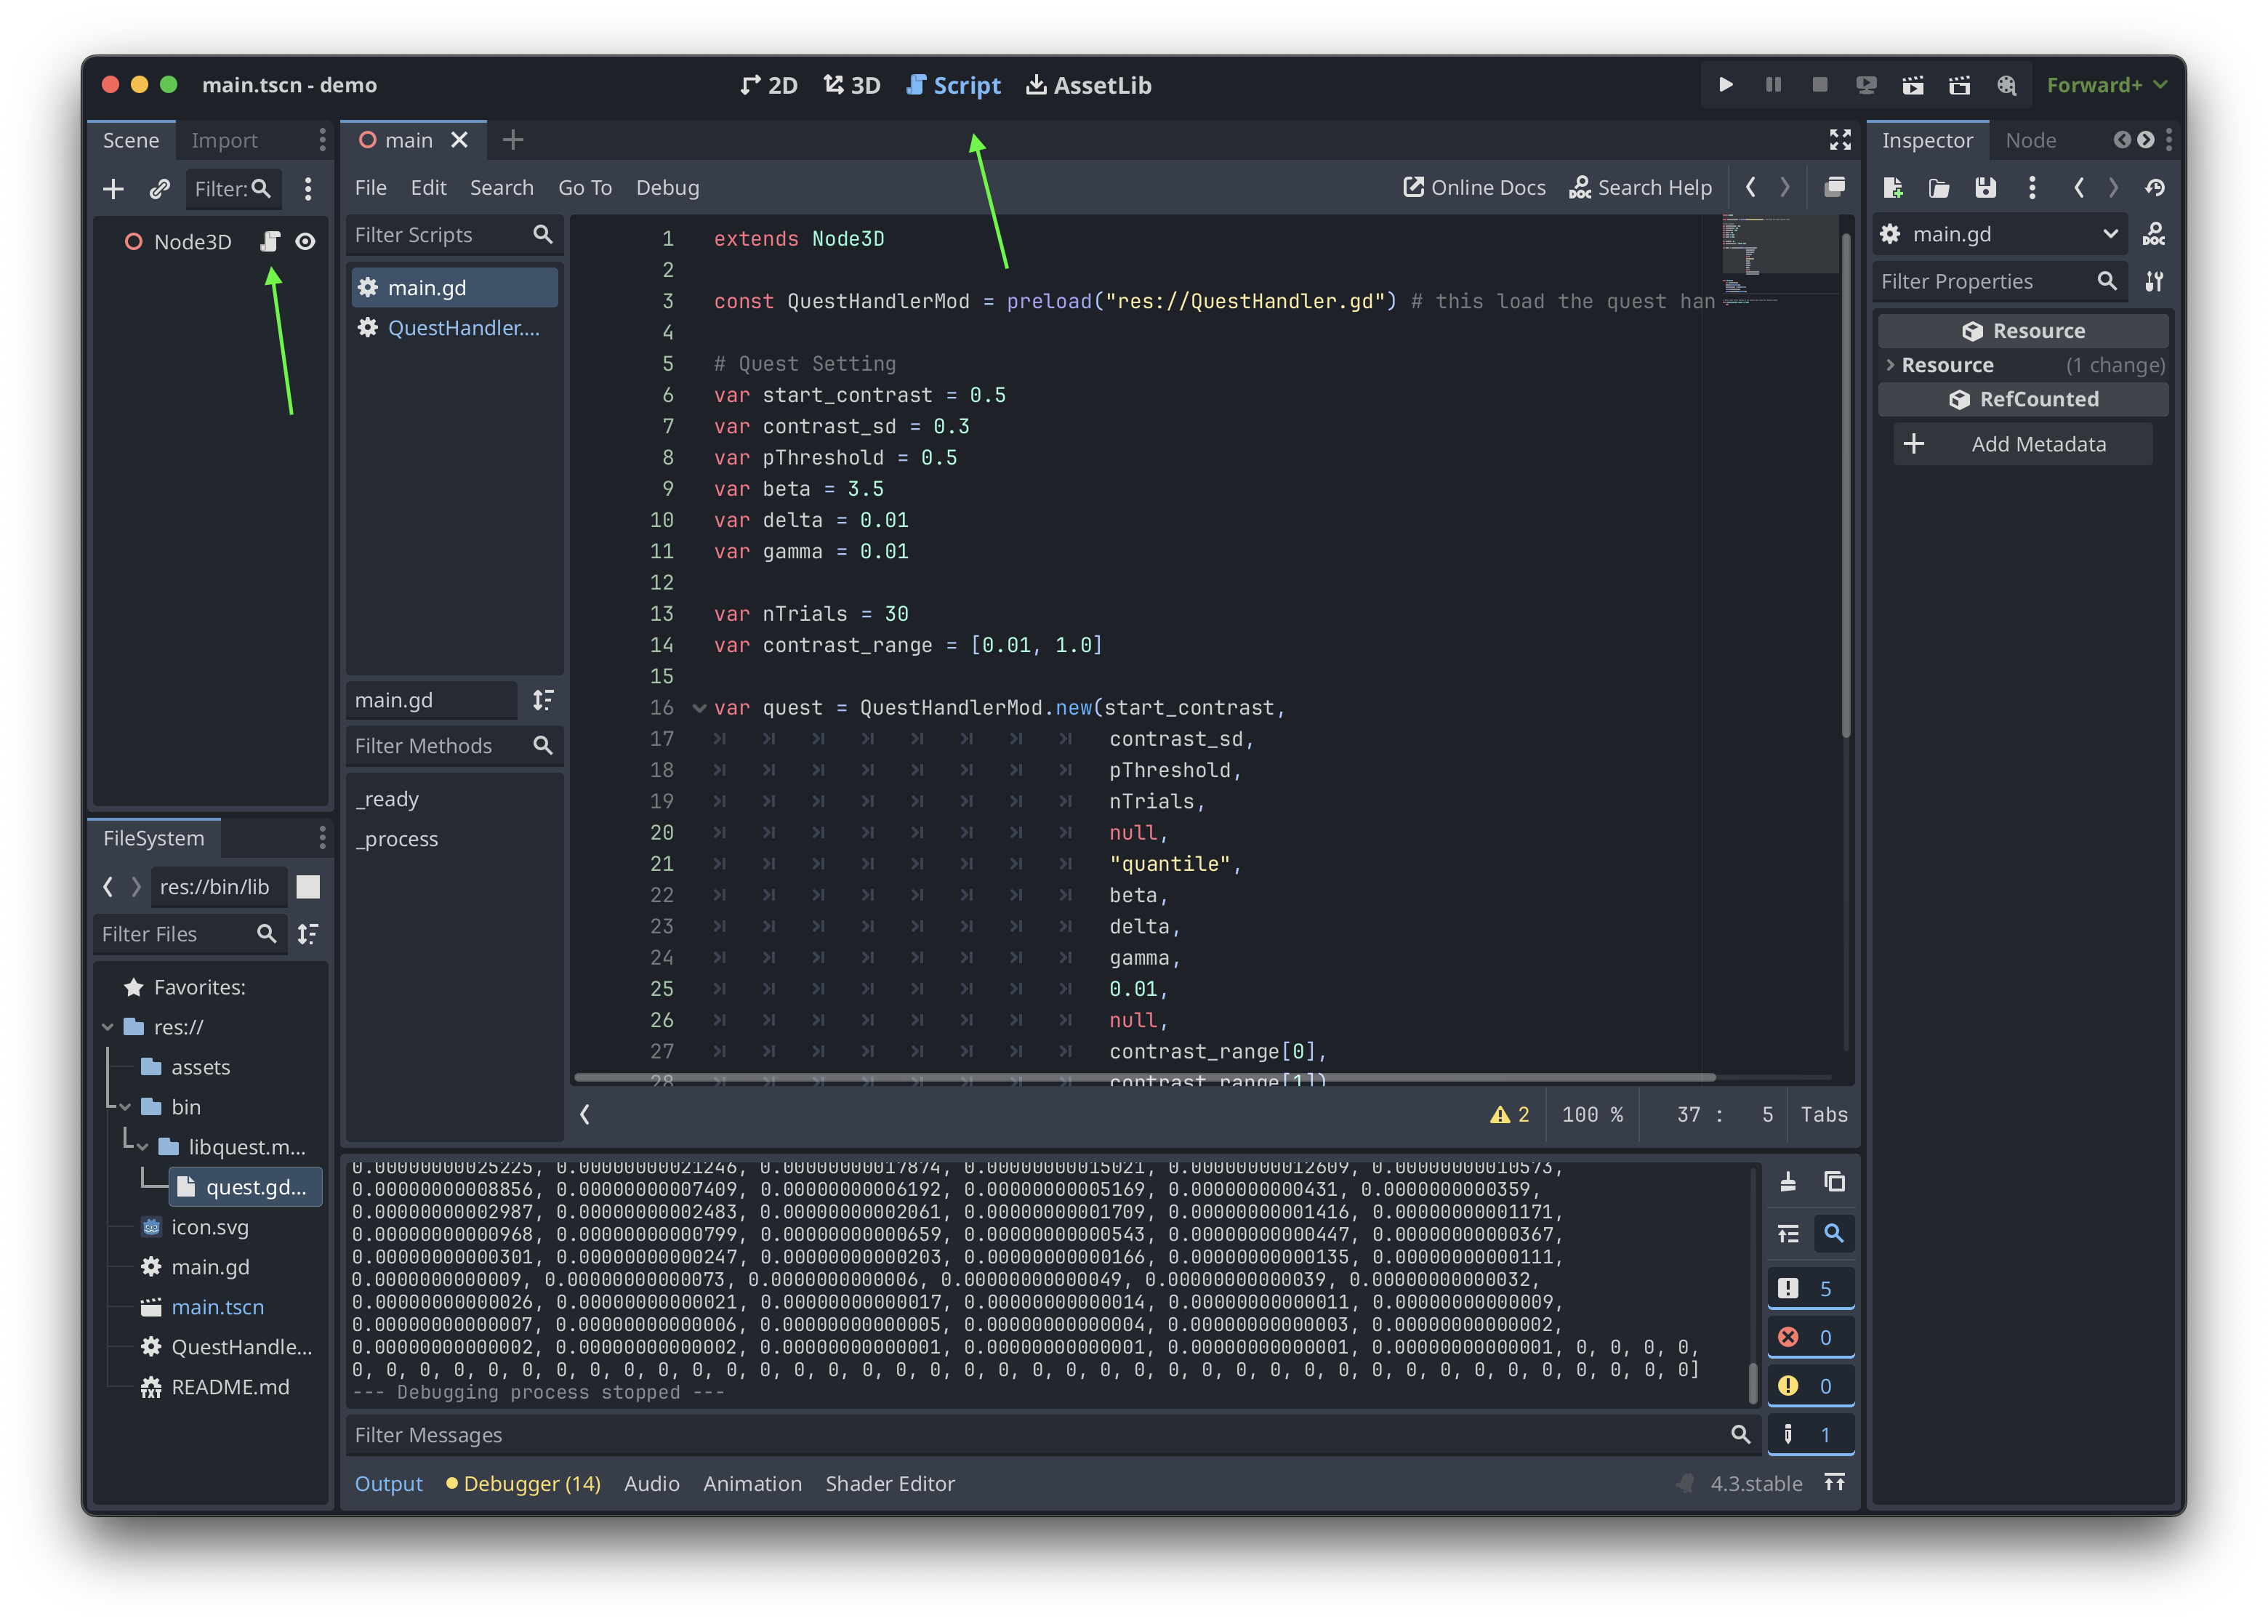 main.tscn - demo
2D 3D Script AssetLib
Forward+
Scene Import
Filter:
Node3D
main
File Edit Search Go To Debug
Online Docs Search Help
Filter Scripts
main.gd
QuestHandler....
main.gd
Filter Methods
_ready
_process
1 extends Node3D
2
3 const QuestHandlerMod = preload("res://QuestHandler.gd") # this load the quest han
4
5 # Quest Setting
6 var start_contrast = 0.5
7 var contrast_sd = 0.3
8 var pThreshold = 0.5
9 var beta = 3.5
10 var delta = 0.01
11 var gamma = 0.01
12
13 var nTrials = 30
14 var contrast_range = [0.01, 1.0]
15
16 var quest = QuestHandlerMod.new(start_contrast,
17 contrast_sd,
18 pThreshold,
19 nTrials,
20 null,
21 "quantile",
22 beta,
23 delta,
24 gamma,
25 0.01,
26 null,
27 contrast_range[0],
28 contrast_range[1])
2 100 % 37 : 5 Tabs
FileSystem
res://bin/lib
Filter Files
Favorites:
res://
assets
bin
libquest.m...
quest.gd...
icon.svg
main.gd
main.tscn
QuestHandle...
README.md
0.00000000025225, 0.00000000021246, 0.00000000017874, 0.00000000015021, 0.00000000012609, 0.00000000010573,
0.00000000008856, 0.00000000007409, 0.00000000006192, 0.00000000005169, 0.0000000000431, 0.0000000000359,
0.00000000002987, 0.00000000002483, 0.00000000002061, 0.00000000001709, 0.00000000001416, 0.00000000001171,
0.00000000000968, 0.00000000000799, 0.00000000000659, 0.00000000000543, 0.00000000000447, 0.00000000000367,
0.00000000000301, 0.00000000000247, 0.00000000000203, 0.00000000000166, 0.00000000000135, 0.00000000000111,
0.0000000000009, 0.00000000000073, 0.0000000000006, 0.00000000000049, 0.00000000000039, 0.00000000000032,
0.00000000000026, 0.00000000000021, 0.00000000000017, 0.00000000000014, 0.00000000000011, 0.00000000000009,
0.00000000000007, 0.00000000000006, 0.00000000000005, 0.00000000000004, 0.00000000000003, 0.00000000000002,
0.00000000000002, 0.00000000000002, 0.00000000000001, 0.00000000000001, 0.00000000000001, 0.00000000000001, 0, 0, 0, 0,
0, 0, 0, 0, 0, 0, 0, 0, 0, 0, 0, 0, 0, 0, 0, 0, 0, 0, 0, 0, 0, 0, 0, 0, 0, 0, 0, 0, 0, 0, 0, 0, 0, 0, 0, 0, 0, 0, 0, 0]
--- Debugging process stopped ---
Filter Messages
5
0
0
1
Output Debugger (14) Audio Animation Shader Editor
4.3.stable
Inspector Node
main.gd
DOC
Filter Properties
Resource
Resource (1 change)
RefCounted
Add Metadata